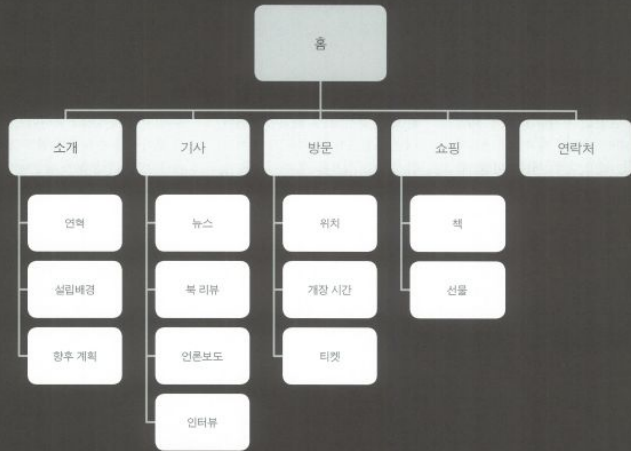 홈
소개
기사
방문
쇼핑
연락처
연혁
뉴스
위치
책
설립배경
북 리뷰
개장 시간
선물
향후 계획
언론보도
티켓
인터뷰